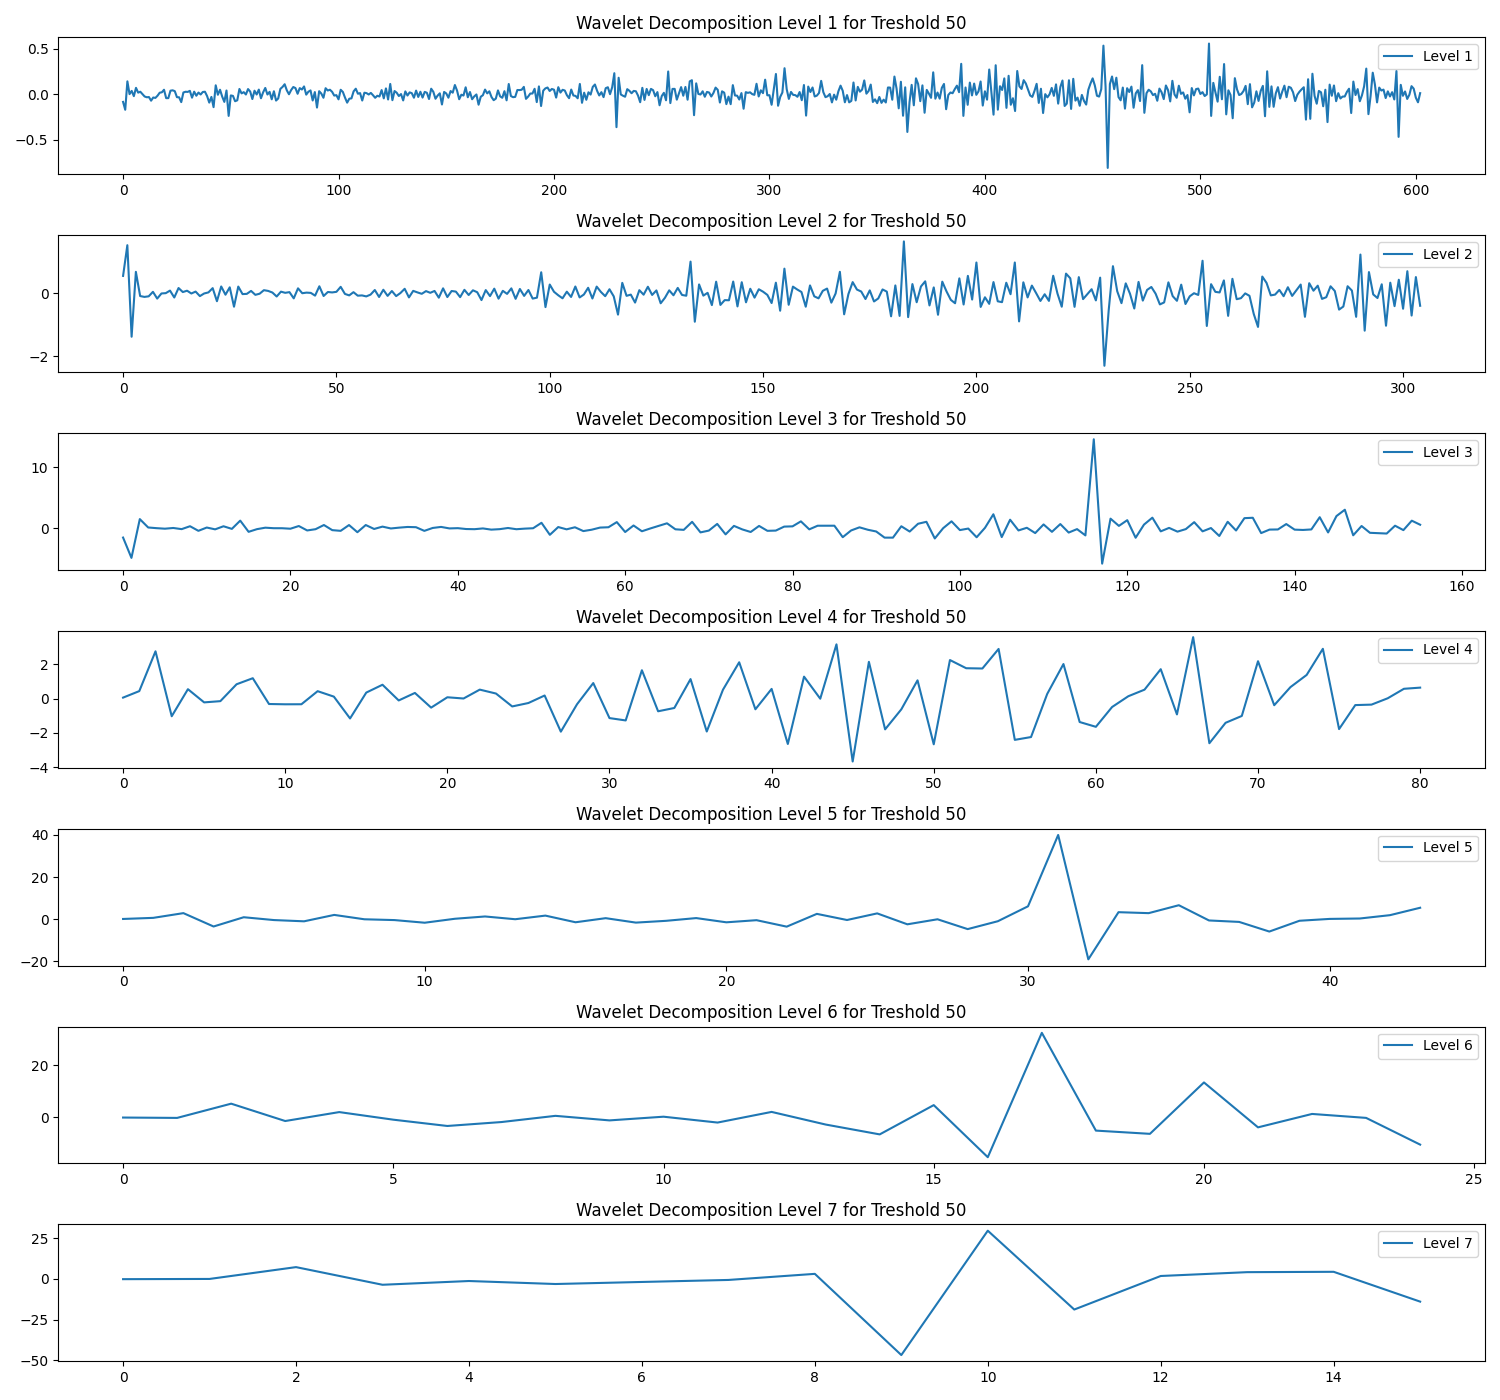 Wavelet Decomposition Level 1 for Treshold 50
0.5
0.0
−0.5
Level 1
0 100 200 300 400 500 600
Wavelet Decomposition Level 2 for Treshold 50
0
−2
Level 2
0 50 100 150 200 250 300
Wavelet Decomposition Level 3 for Treshold 50
10
0
Level 3
0 20 40 60 80 100 120 140 160
Wavelet Decomposition Level 4 for Treshold 50
2
0
−2
−4
Level 4
0 10 20 30 40 50 60 70 80
Wavelet Decomposition Level 5 for Treshold 50
40
20
0
−20
Level 5
0 10 20 30 40
Wavelet Decomposition Level 6 for Treshold 50
20
0
Level 6
0 5 10 15 20 25
Wavelet Decomposition Level 7 for Treshold 50
25
0
−25
−50
Level 7
0 2 4 6 8 10 12 14